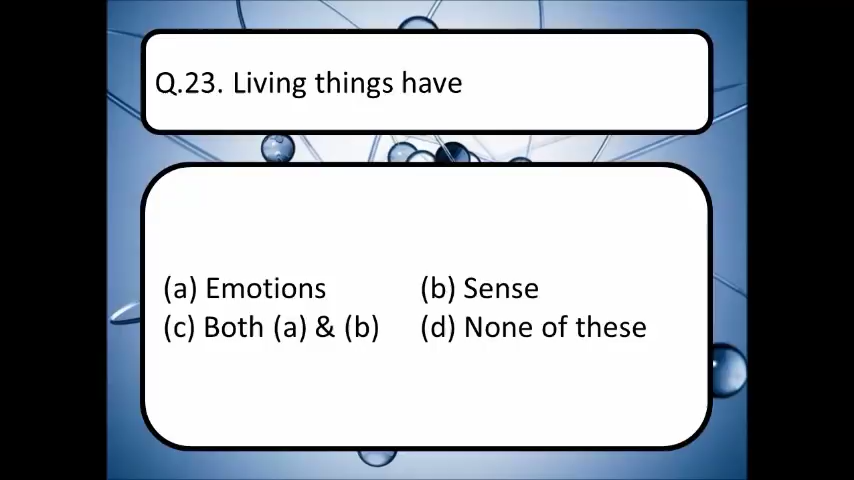 Q.23. Living things have
(a) Emotions (b) Sense
(c) Both (a) & (b) (d) None of these